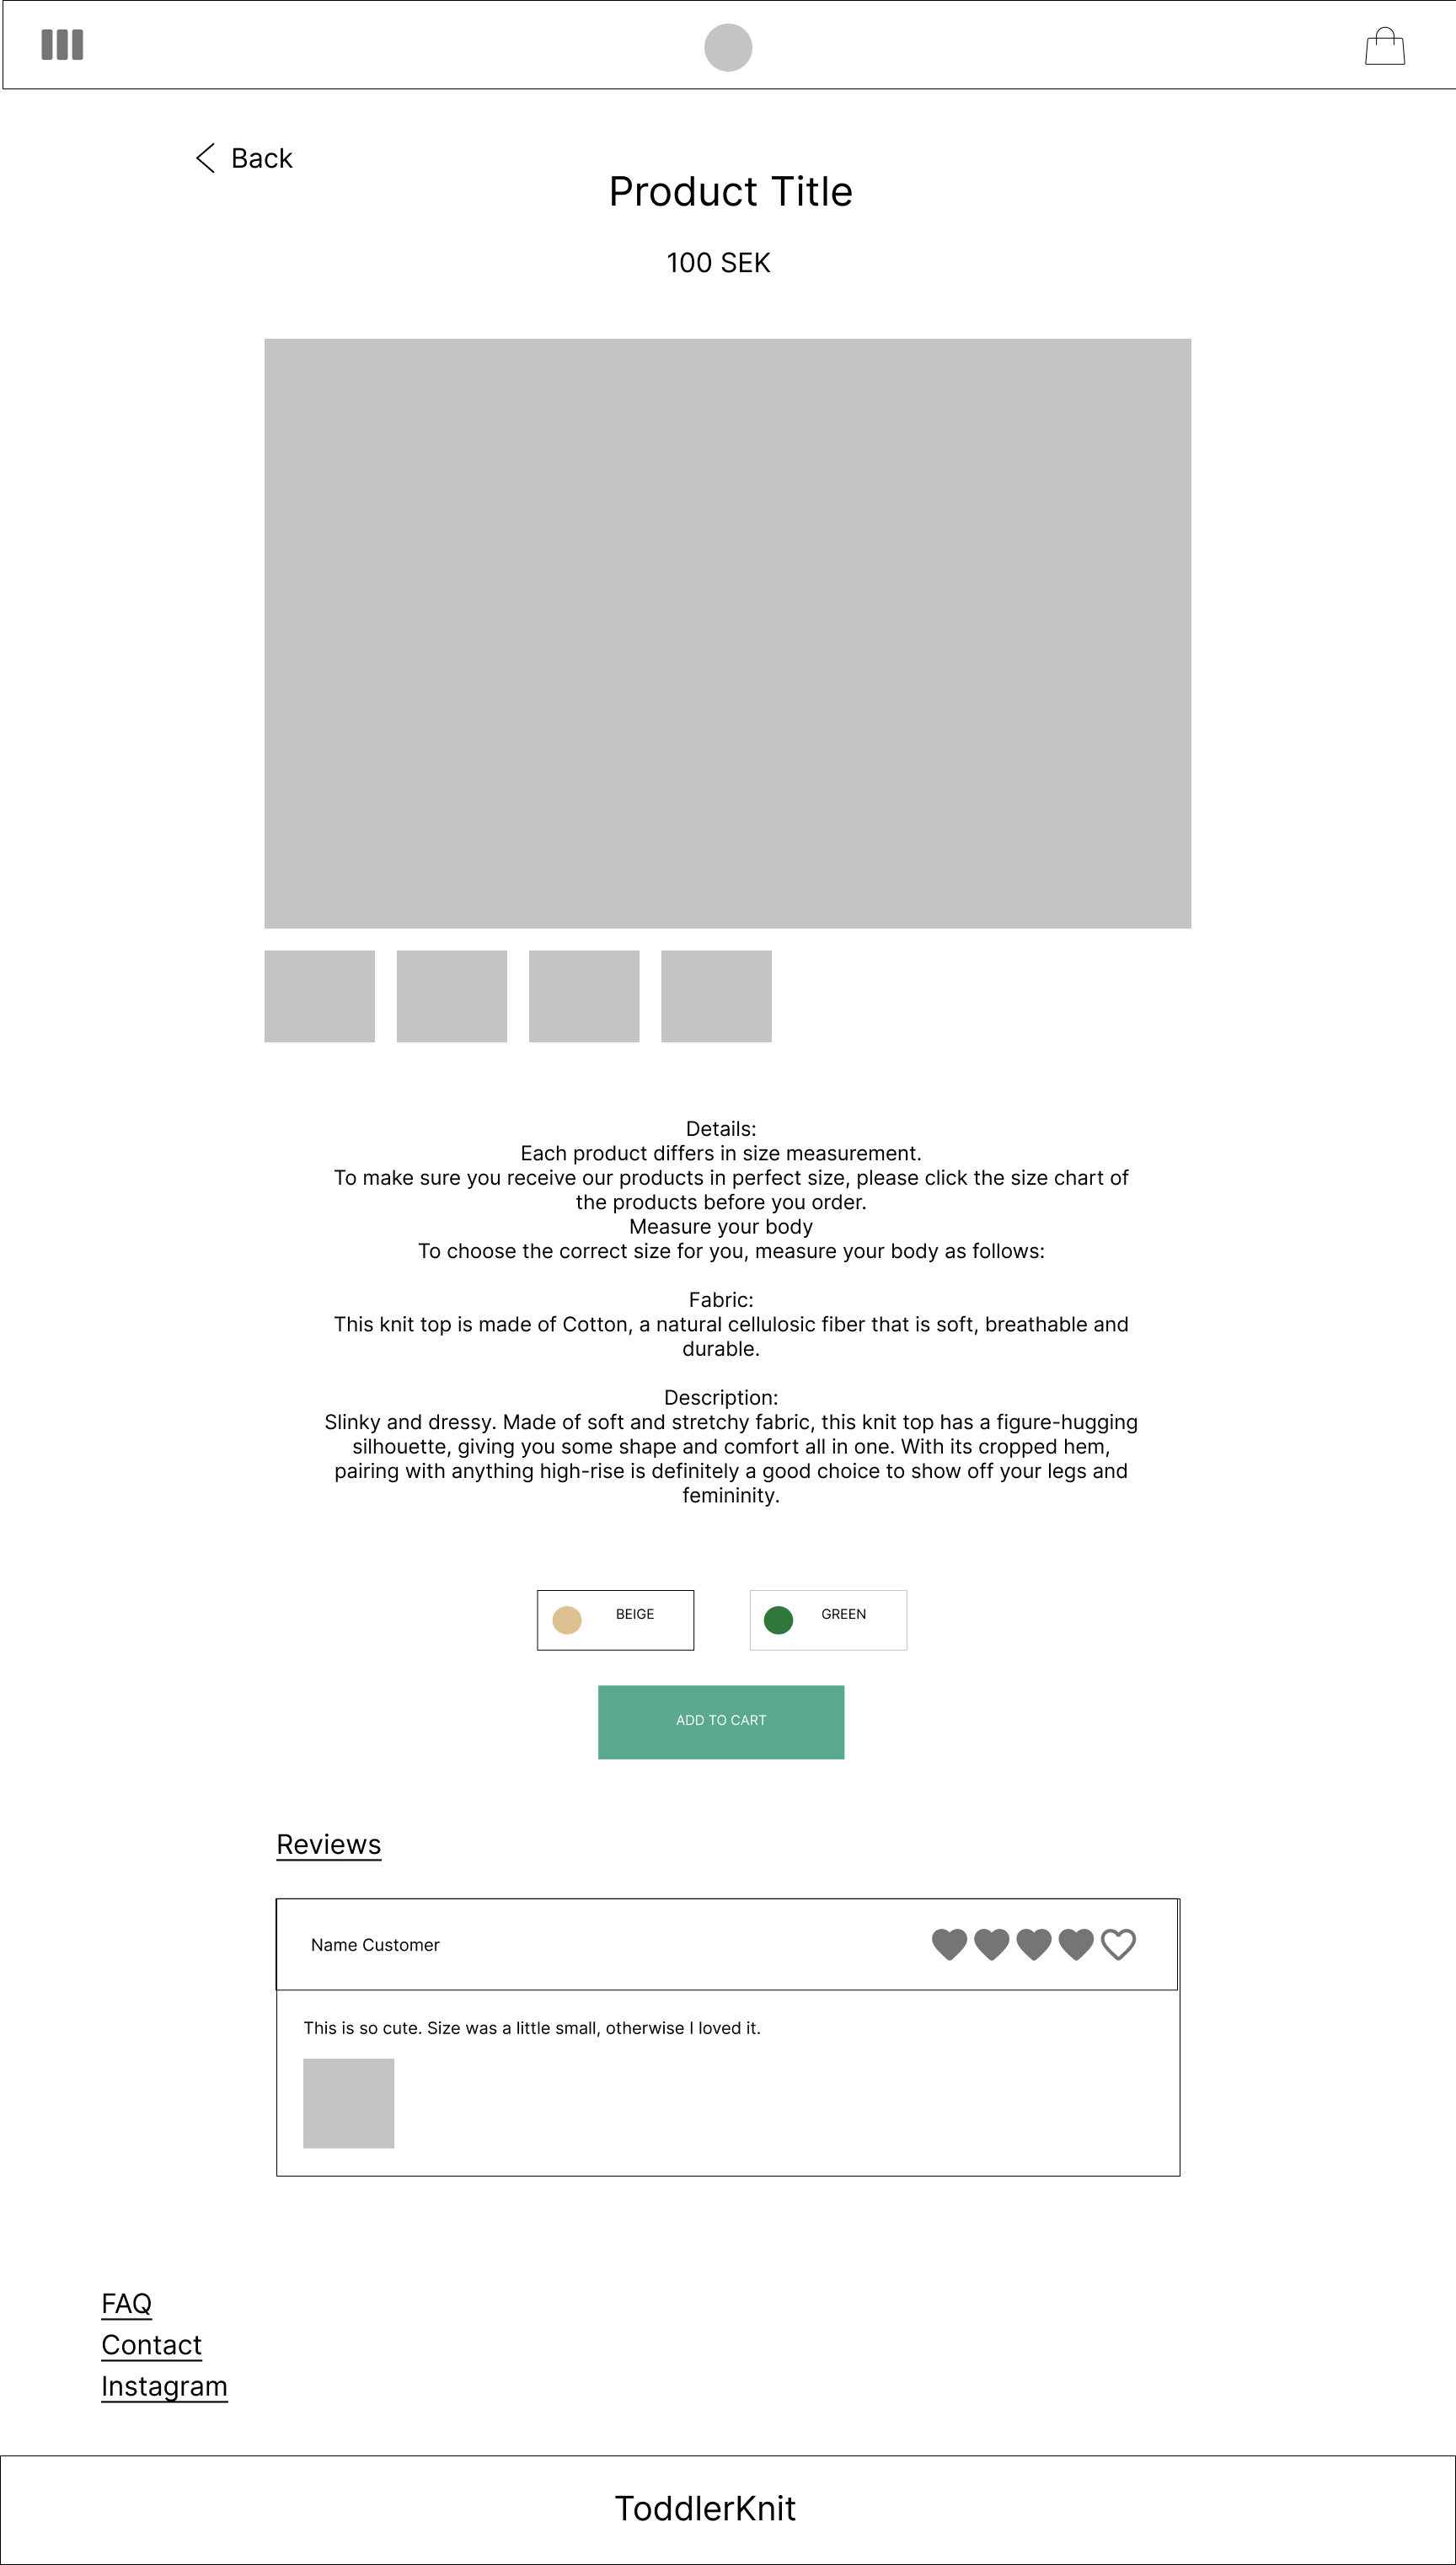 Back
Product Title
100 SEK
Details:
Each product differs in size measurement.
To make sure you receive our products in perfect size, please click the size chart of
the products before you order.
Measure your body
To choose the correct size for you, measure your body as follows:
Fabric:
This knit top is made of Cotton, a natural cellulosic fiber that is soft, breathable and
durable.
Description:
Slinky and dressy. Made of soft and stretchy fabric, this knit top has a figure-hugging
silhouette, giving you some shape and comfort all in one. With its cropped hem,
pairing with anything high-rise is definitely a good choice to show off your legs and
femininity.
BEIGE
GREEN
ADD TO CART
Reviews
Name Customer
This is so cute. Size was a little small, otherwise I loved it.
FAQ
Contact
Instagram
ToddlerKnit